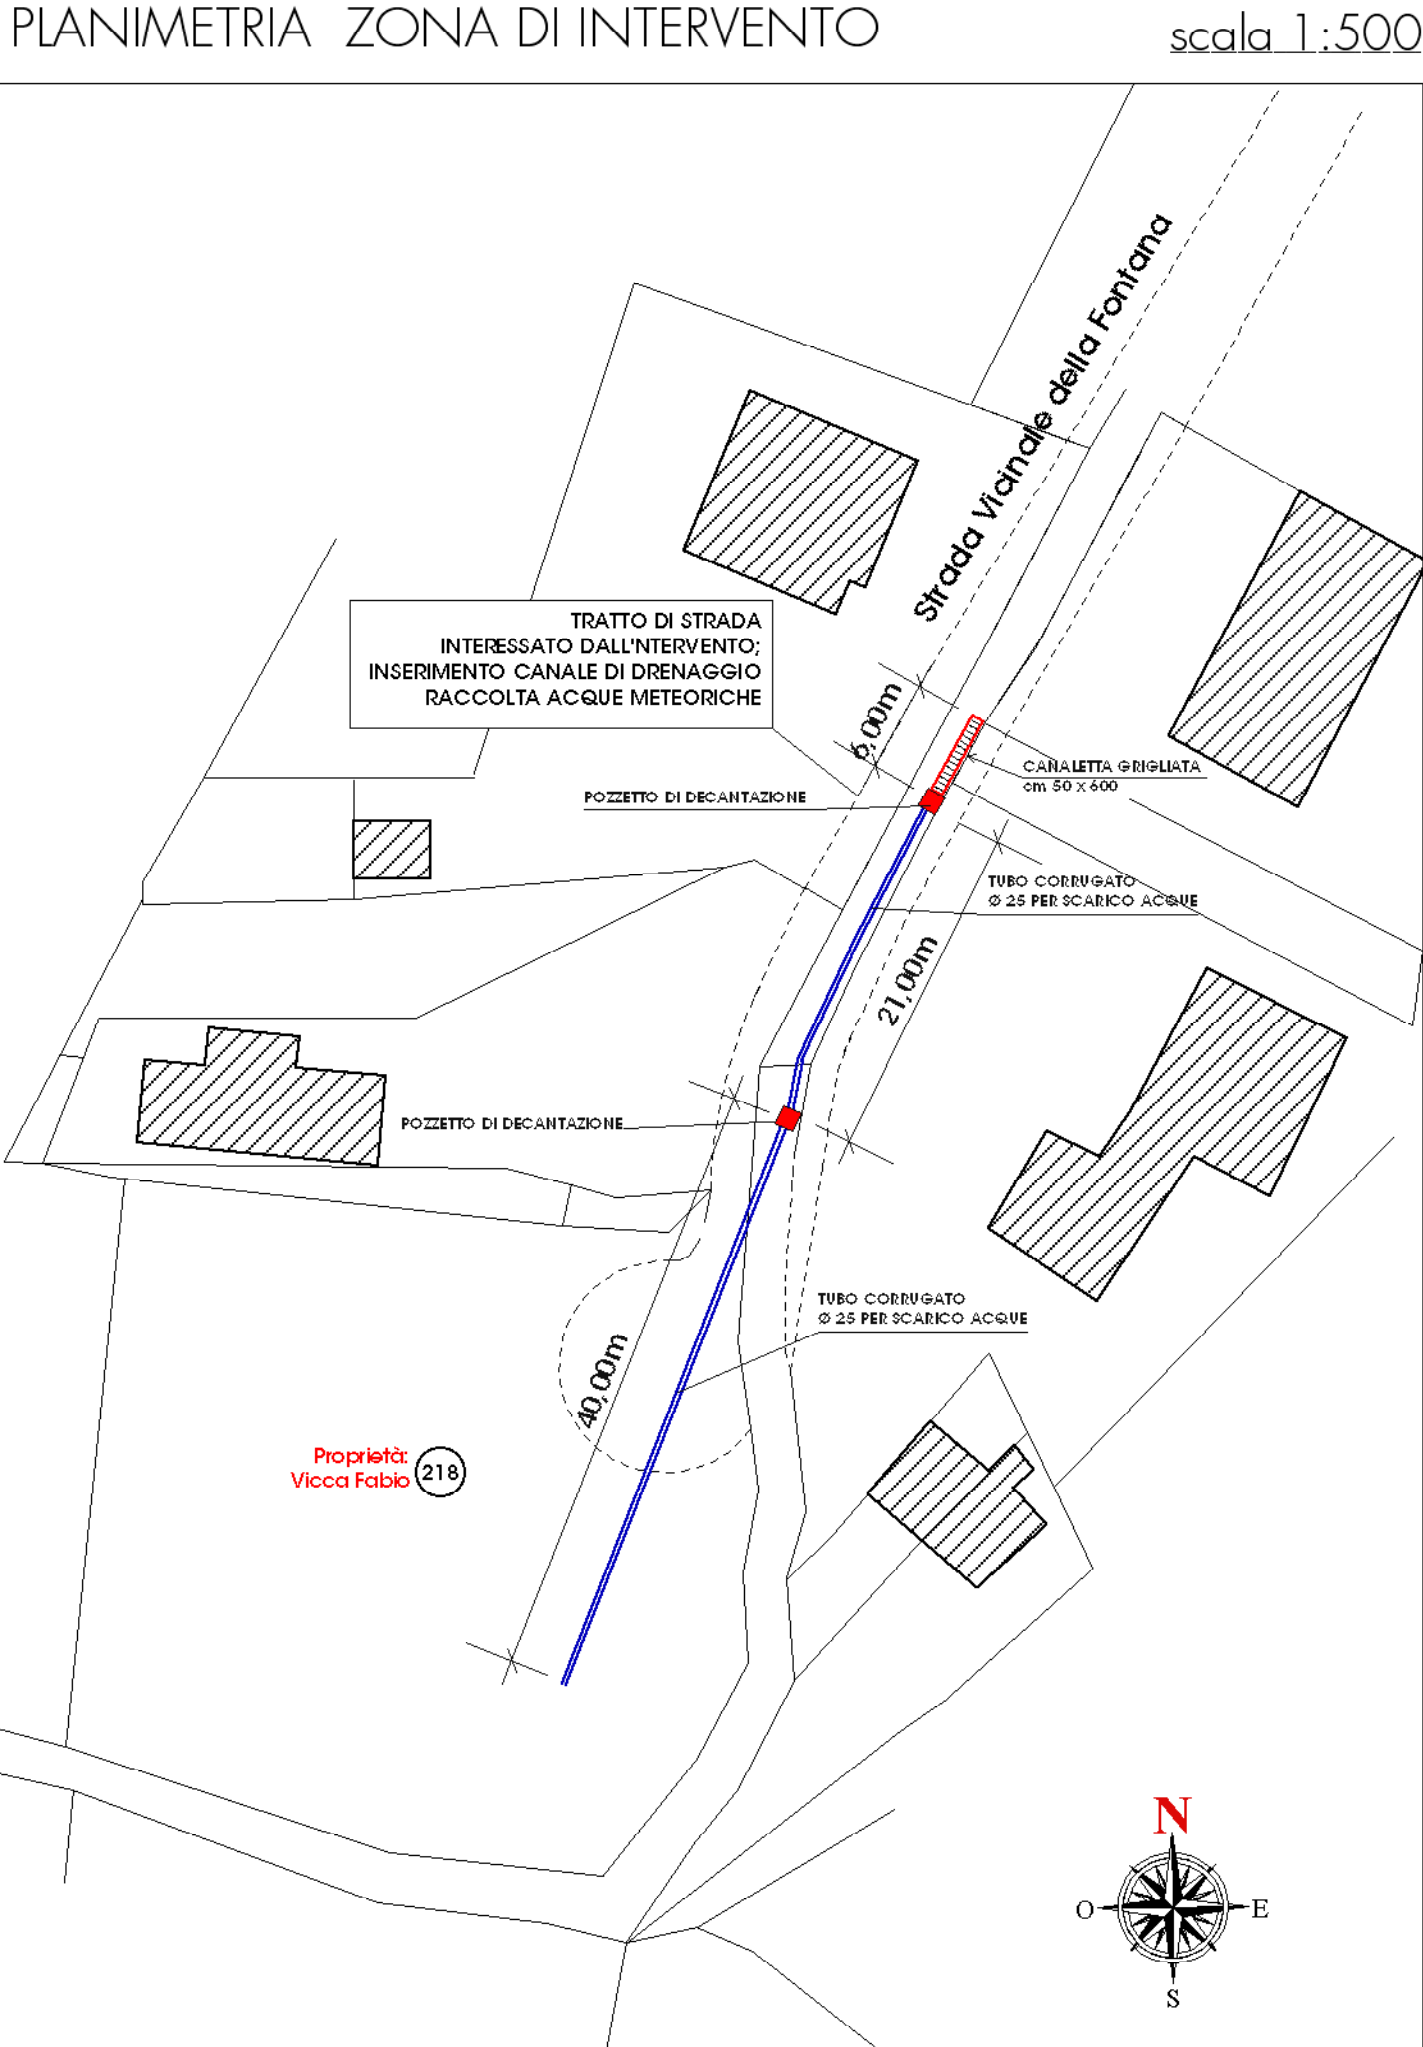 PLANIMETRIA ZONA DI INTERVENTO
scala 1:500
Strada Vicinale della Fontana
TRATTO DI STRADA
INTERESSATO DALL'NTERVENTO;
INSERIMENTO CANALE DI DRENAGGIO
RACCOLTA ACQUE METEORICHE
6,00m
CANALETTA GRIGLIATA
cm 50 x 600
POZZETTO DI DECANTAZIONE
TUBO CORRUGATO
Ø 25 PER SCARICO ACQUE
21,00m
POZZETTO DI DECANTAZIONE
TUBO CORRUGATO
Ø 25 PER SCARICO ACQUE
40,00m
Proprietà:
Vicca Fabio
218
N
O
E
S